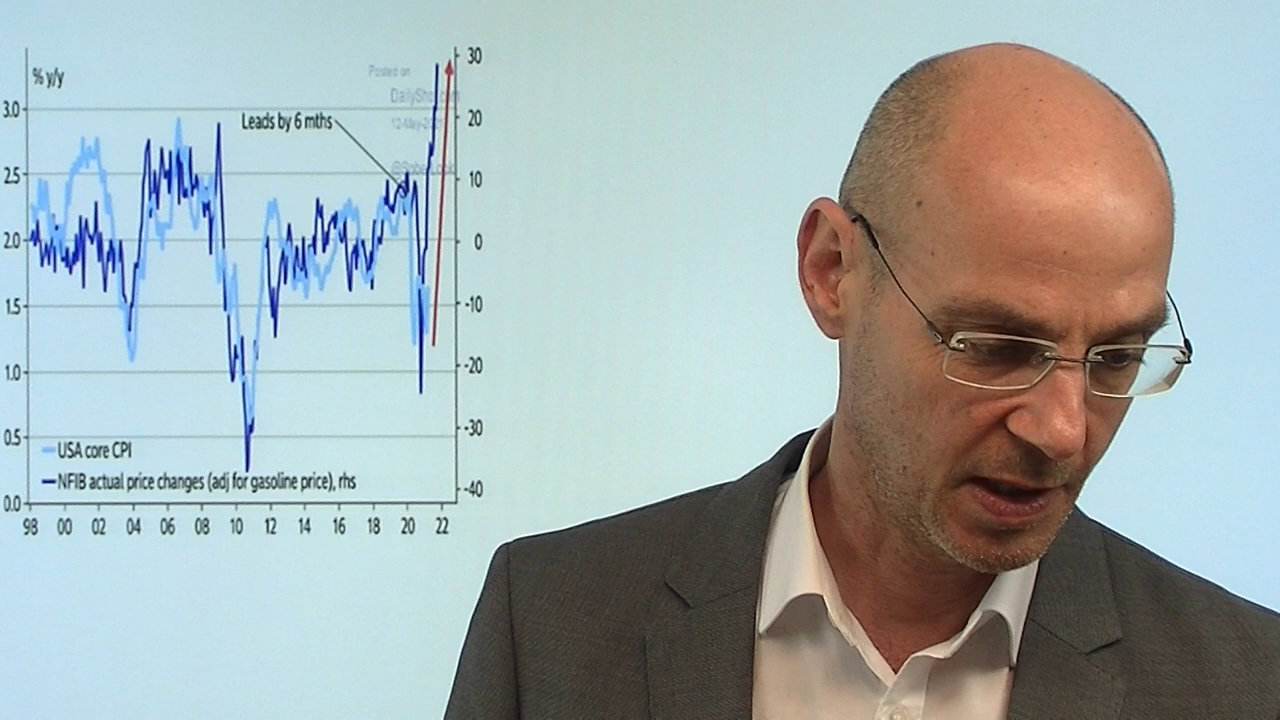 % y/y
Posted on
Leads by 6 mths
30
20
10
0
-10
-20
-30
-40
3.0
2.5
2.0
1.5
1.0
0.5
0.0
USA core CPI
NFIB actual price changes (adj for gasoline price), rhs
98 00 02 04 06 08 10 12 14 16 18 20 22